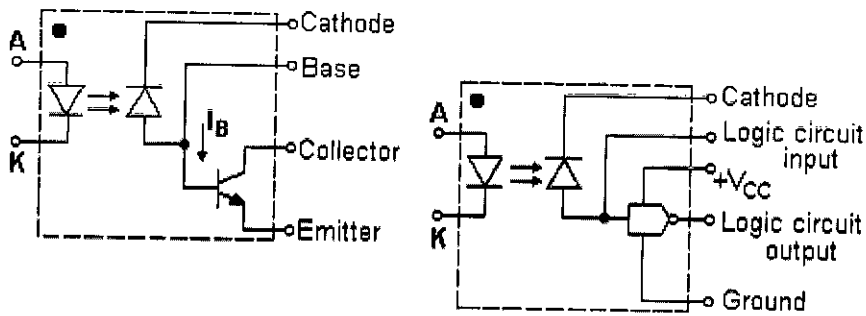 Cathode
A
Base
I_B
K
Collector
Emitter
Cathode
A
Logic circuit
input
+V_CC
K
Logic circuit
output
Ground